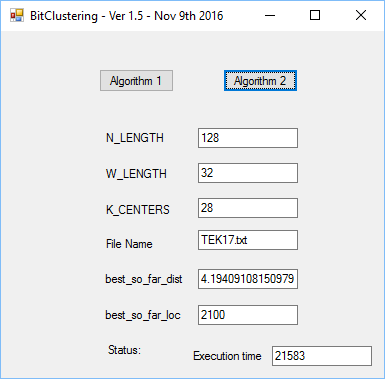 BitClustering - Ver 1.5 - Nov 9th 2016
Algorithm 1 Algorithm 2
N_LENGTH 128
W_LENGTH 32
K_CENTERS 28
File Name TEK17.txt
best_so_far_dist 4.19409108150979
best_so_far_loc 2100
Status: Execution time 21583